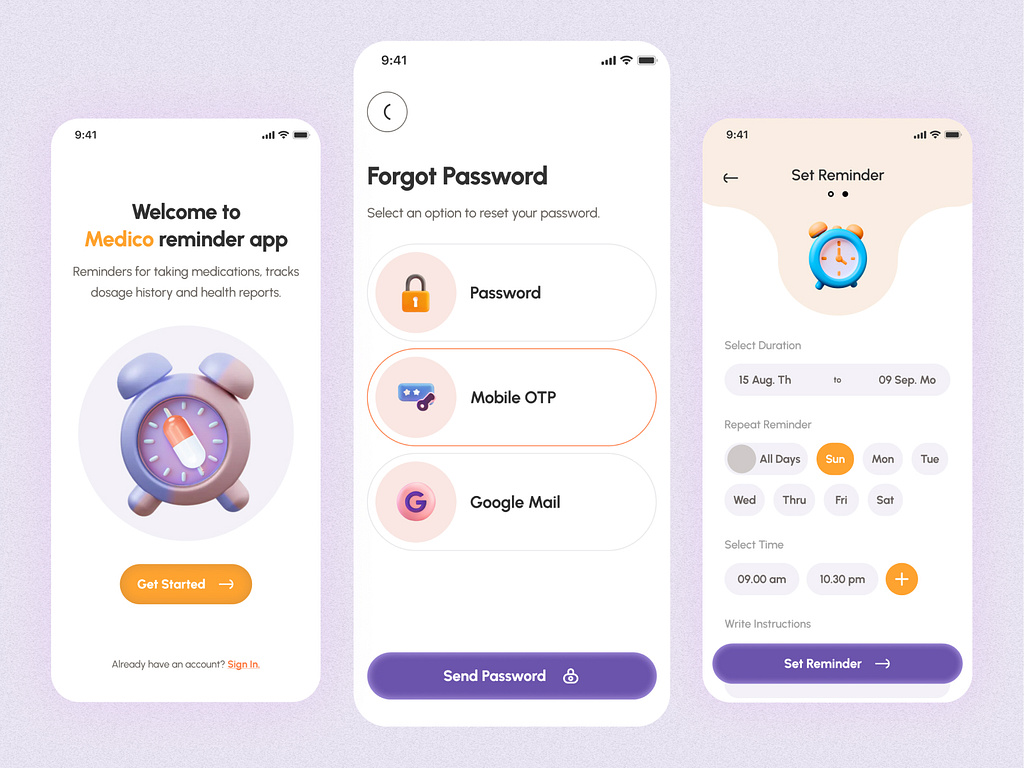 9:41
Welcome to
Medico reminder app
Reminders for taking medications, tracks
dosage history and health reports.
Get Started
Already have an account? Sign In.
9:41
Forgot Password
Select an option to reset your password.
Password
Mobile OTP
G
Google Mail
Send Password
9:41
Set Reminder
Select Duration
15 Aug. Th to 09 Sep. Mo
Repeat Reminder
All Days Sun Mon Tue
Wed Thru Fri Sat
Select Time
09.00 am 10.30 pm +
Write Instructions
Set Reminder